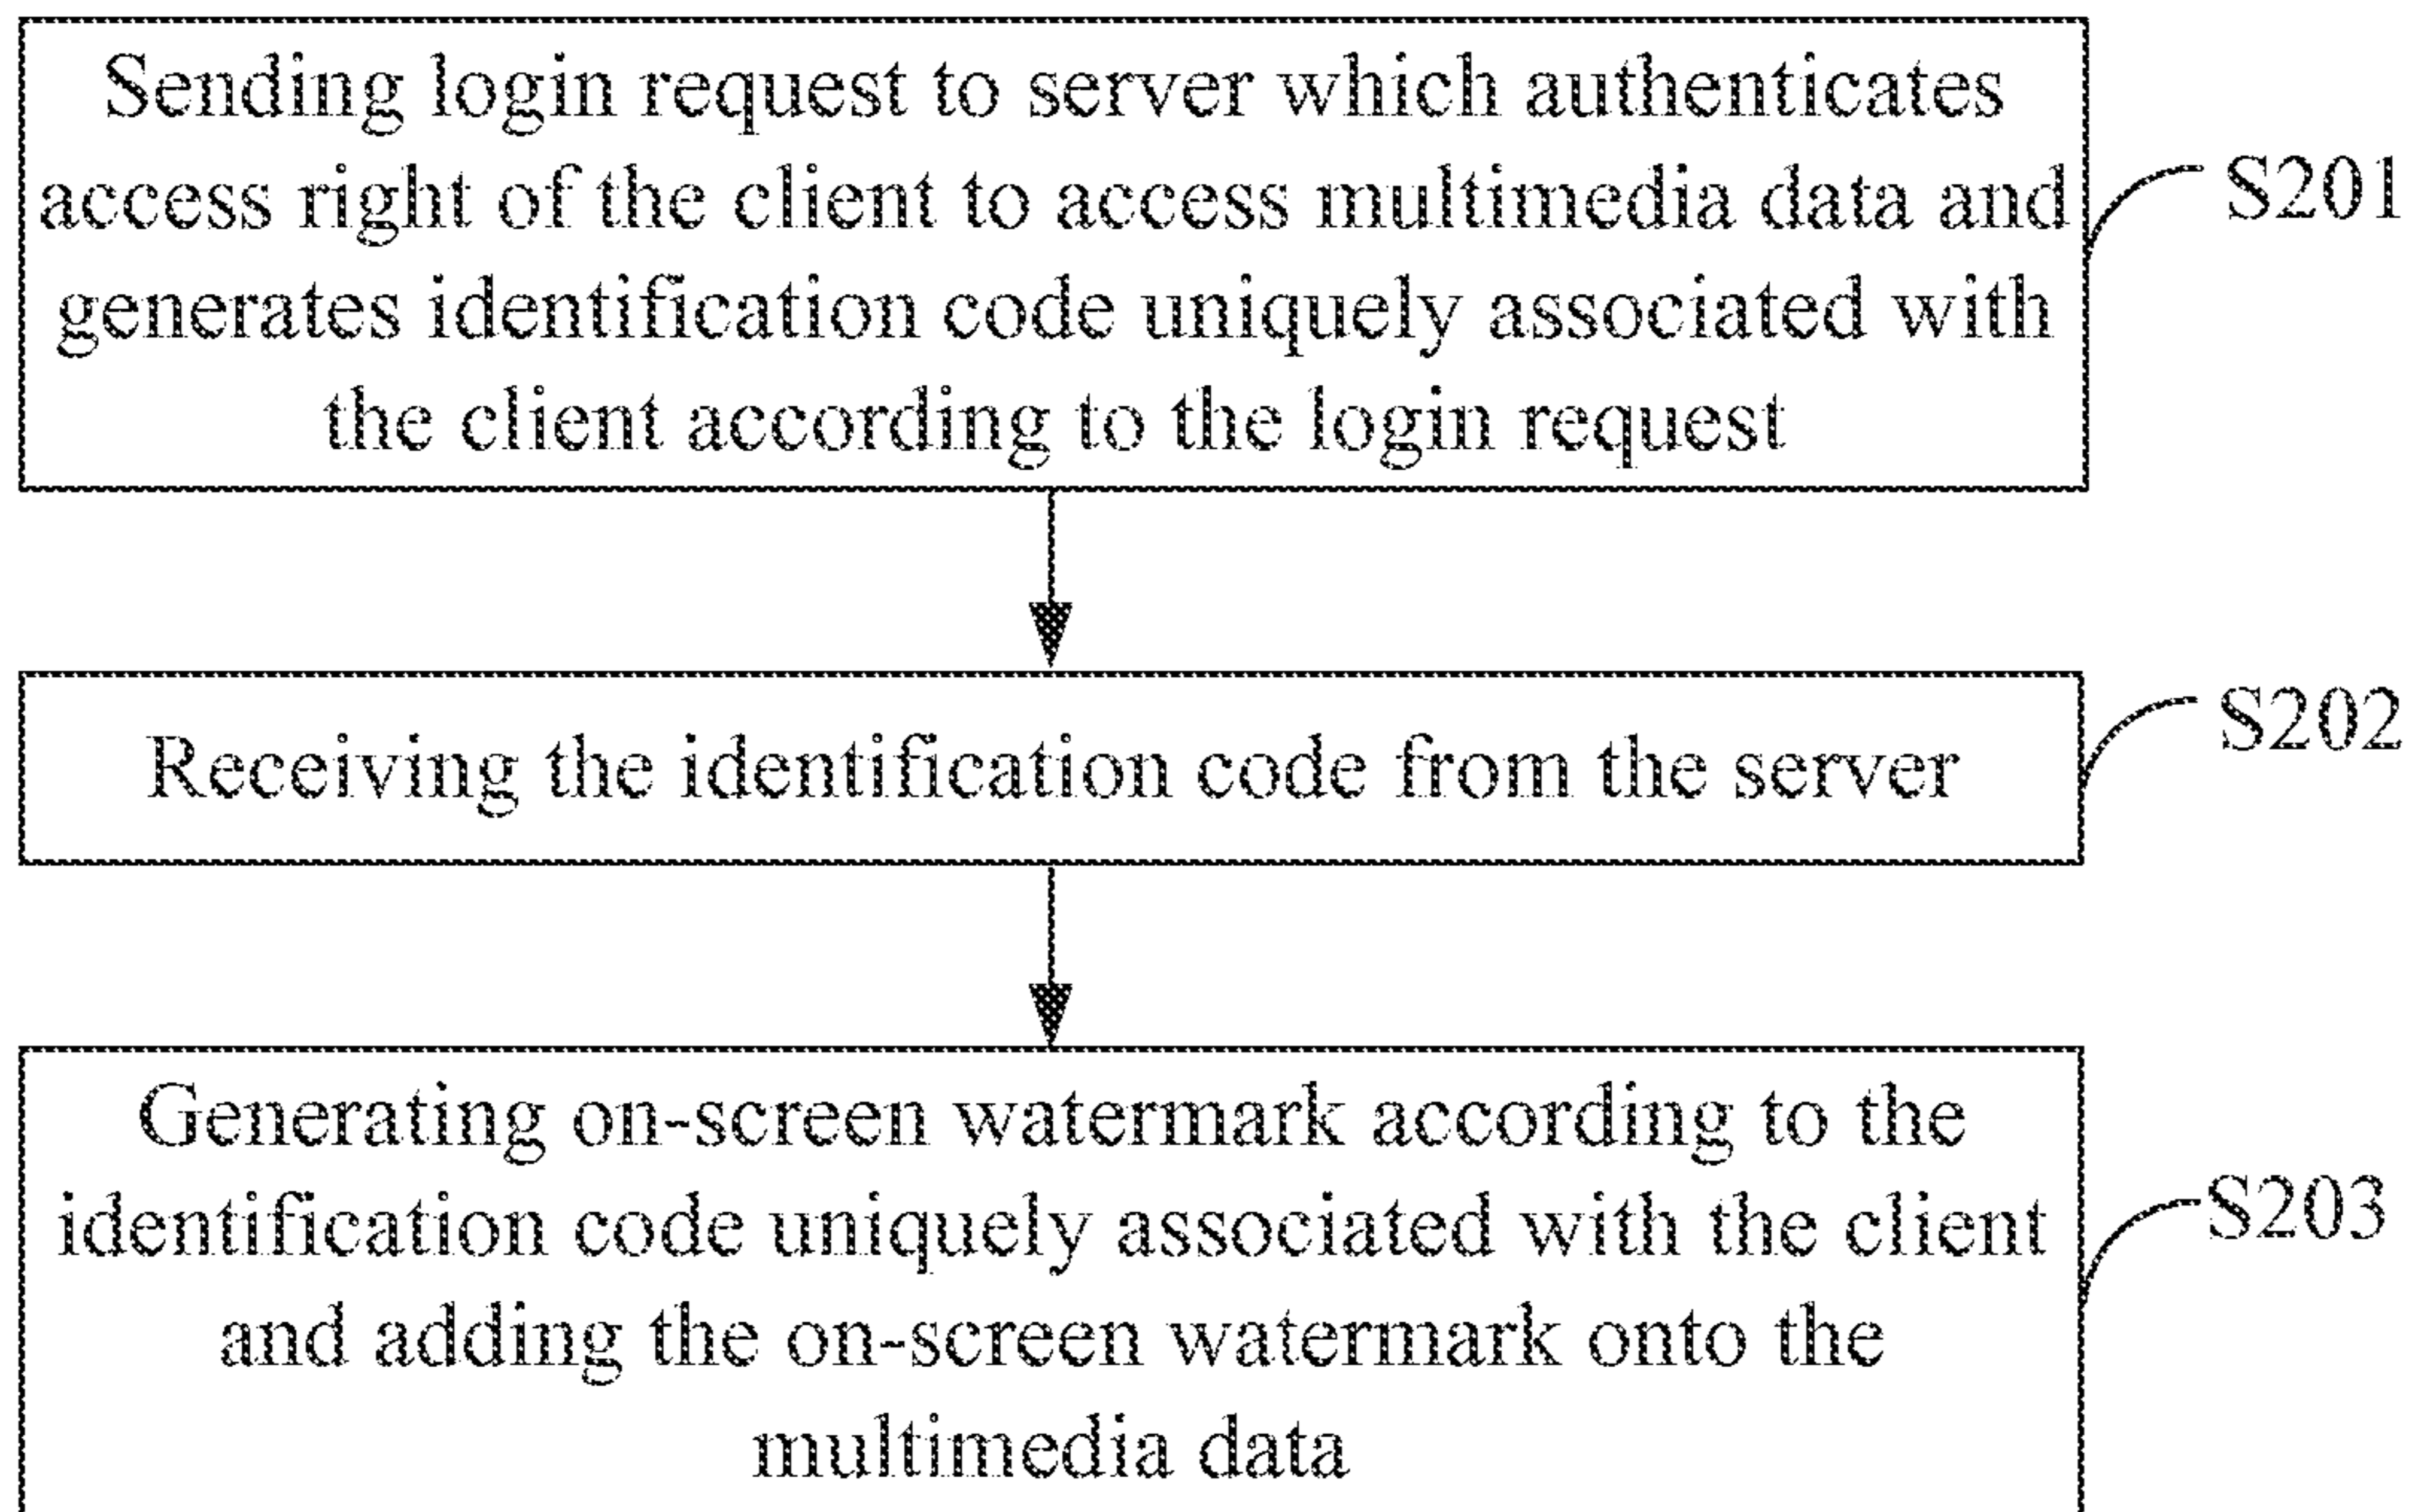 Sending login request to server which authenticates
access right of the client to access multimedia data and
generates identification code uniquely associated with
the client according to the login request
S201
Receiving the identification code from the server
S202
Generating on-screen watermark according to the
identification code uniquely associated with the client
and adding the on-screen watermark onto the
multimedia data
S203